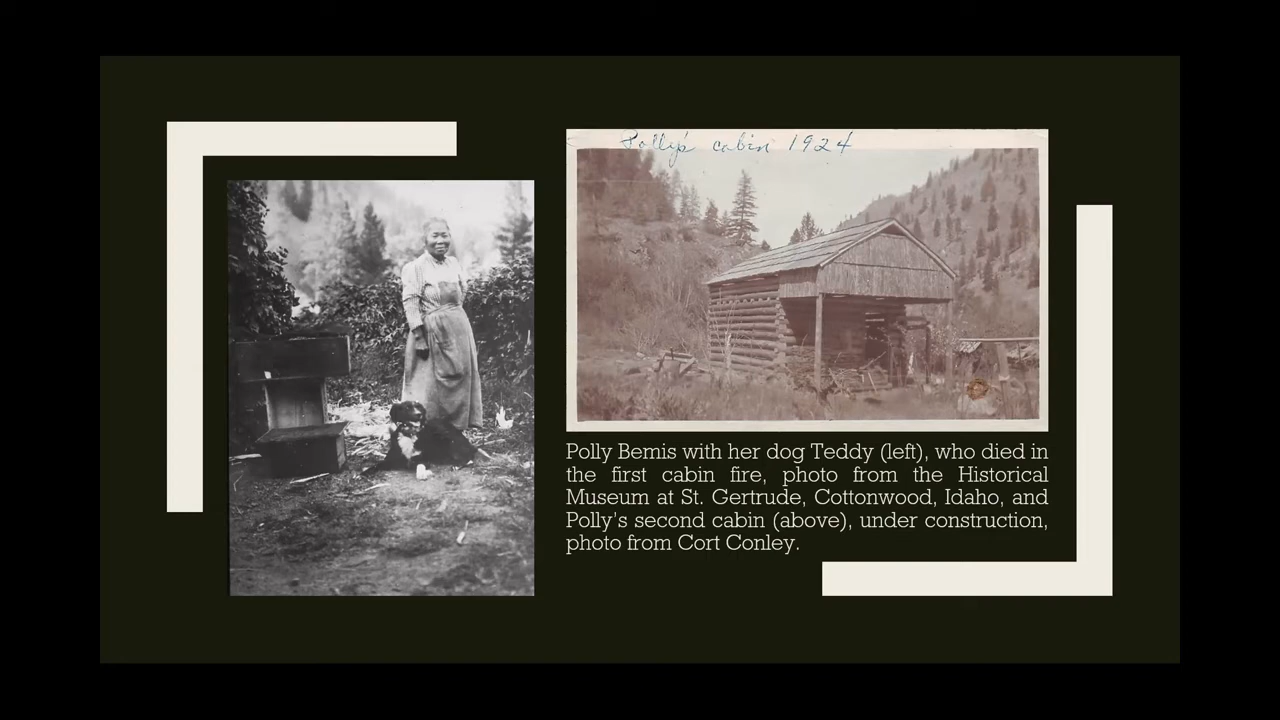 Polly's cabin 1924
Polly Bemis with her dog Teddy (left), who died in
the first cabin fire, photo from the Historical
Museum at St. Gertrude, Cottonwood, Idaho, and
Polly's second cabin (above), under construction,
photo from Cort Conley.